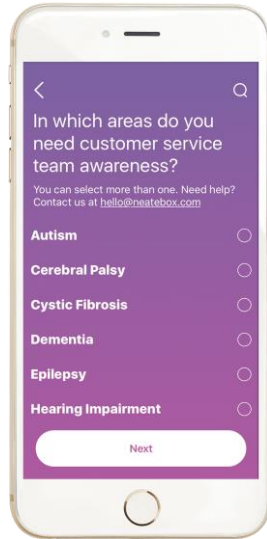 In which areas do you
need customer service
team awareness?
You can select more than one. Need help?
Contact us at hello@neatebox.com
Autism
Cerebral Palsy
Cystic Fibrosis
Dementia
Epilepsy
Hearing Impairment
Next